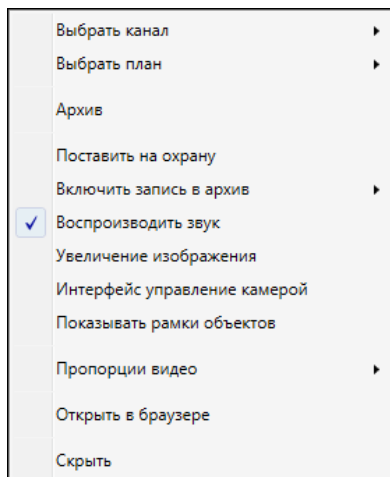 Выбрать канал
Выбрать план
Архив
Поставить на охрану
Включить запись в архив
Воспроизводить звук
Увеличение изображения
Интерфейс управление камерой
Показывать рамки объектов
Пропорции видео
Открыть в браузере
Скрыть